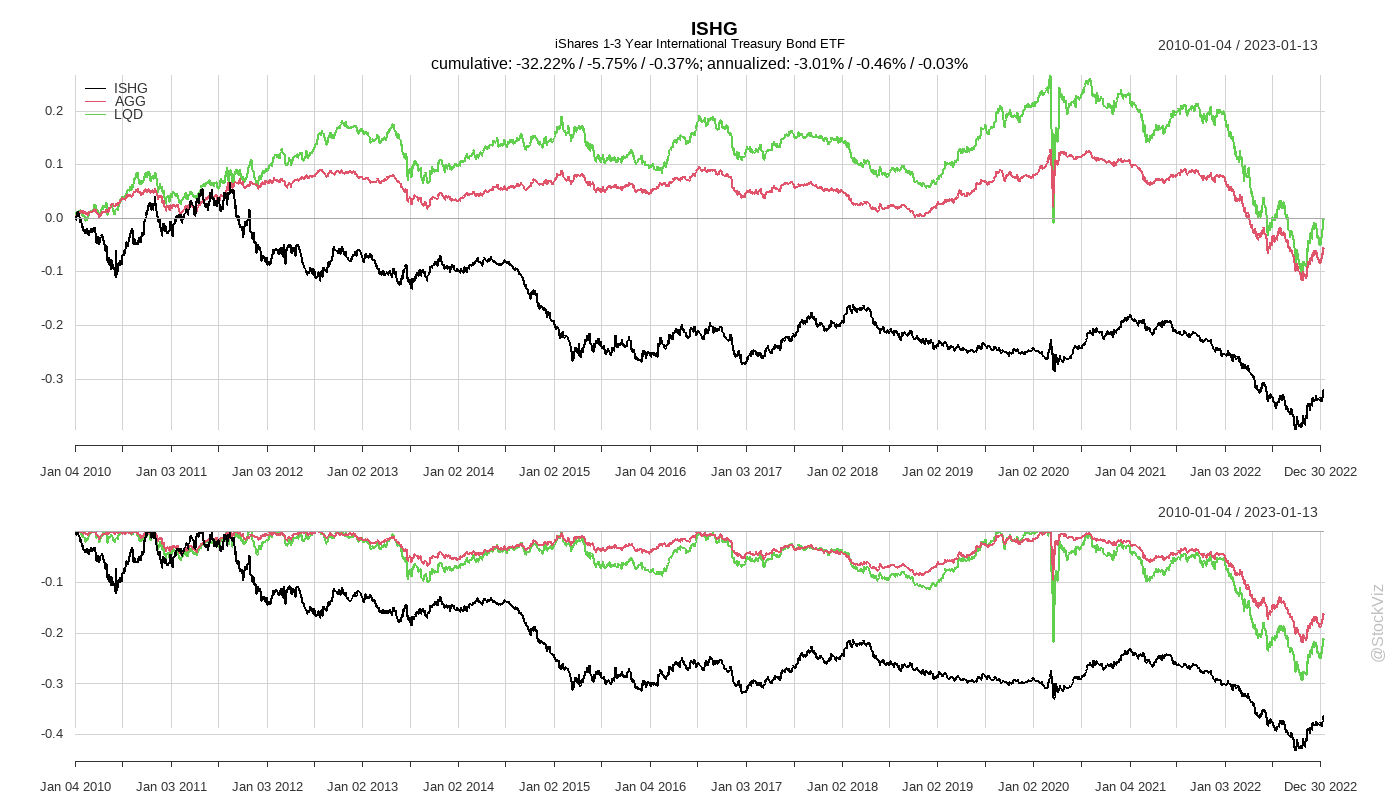 ISHG
iShares 1-3 Year International Treasury Bond ETF
2010-01-04 / 2023-01-13
cumulative: -32.22% / -5.75% / -0.37%; annualized: -3.01% / -0.46% / -0.03%
ISHG
AGG
LQD
0.2
0.1
0.0
-0.1
-0.2
-0.3
Jan 04 2010 Jan 03 2011 Jan 03 2012 Jan 02 2013 Jan 02 2014 Jan 02 2015 Jan 04 2016 Jan 03 2017 Jan 02 2018 Jan 02 2019 Jan 02 2020 Jan 04 2021 Jan 03 2022 Dec 30 2022
2010-01-04 / 2023-01-13
-0.1
-0.2
-0.3
-0.4
Jan 04 2010 Jan 03 2011 Jan 03 2012 Jan 02 2013 Jan 02 2014 Jan 02 2015 Jan 04 2016 Jan 03 2017 Jan 02 2018 Jan 02 2019 Jan 02 2020 Jan 04 2021 Jan 03 2022 Dec 30 2022
@StockViz